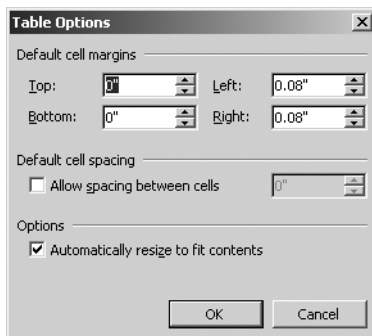 Table Options
Default cell margins
Top: 0" Left: 0.08"
Bottom: 0" Right: 0.08"
Default cell spacing
Allow spacing between cells 0"
Options
Automatically resize to fit contents
OK Cancel